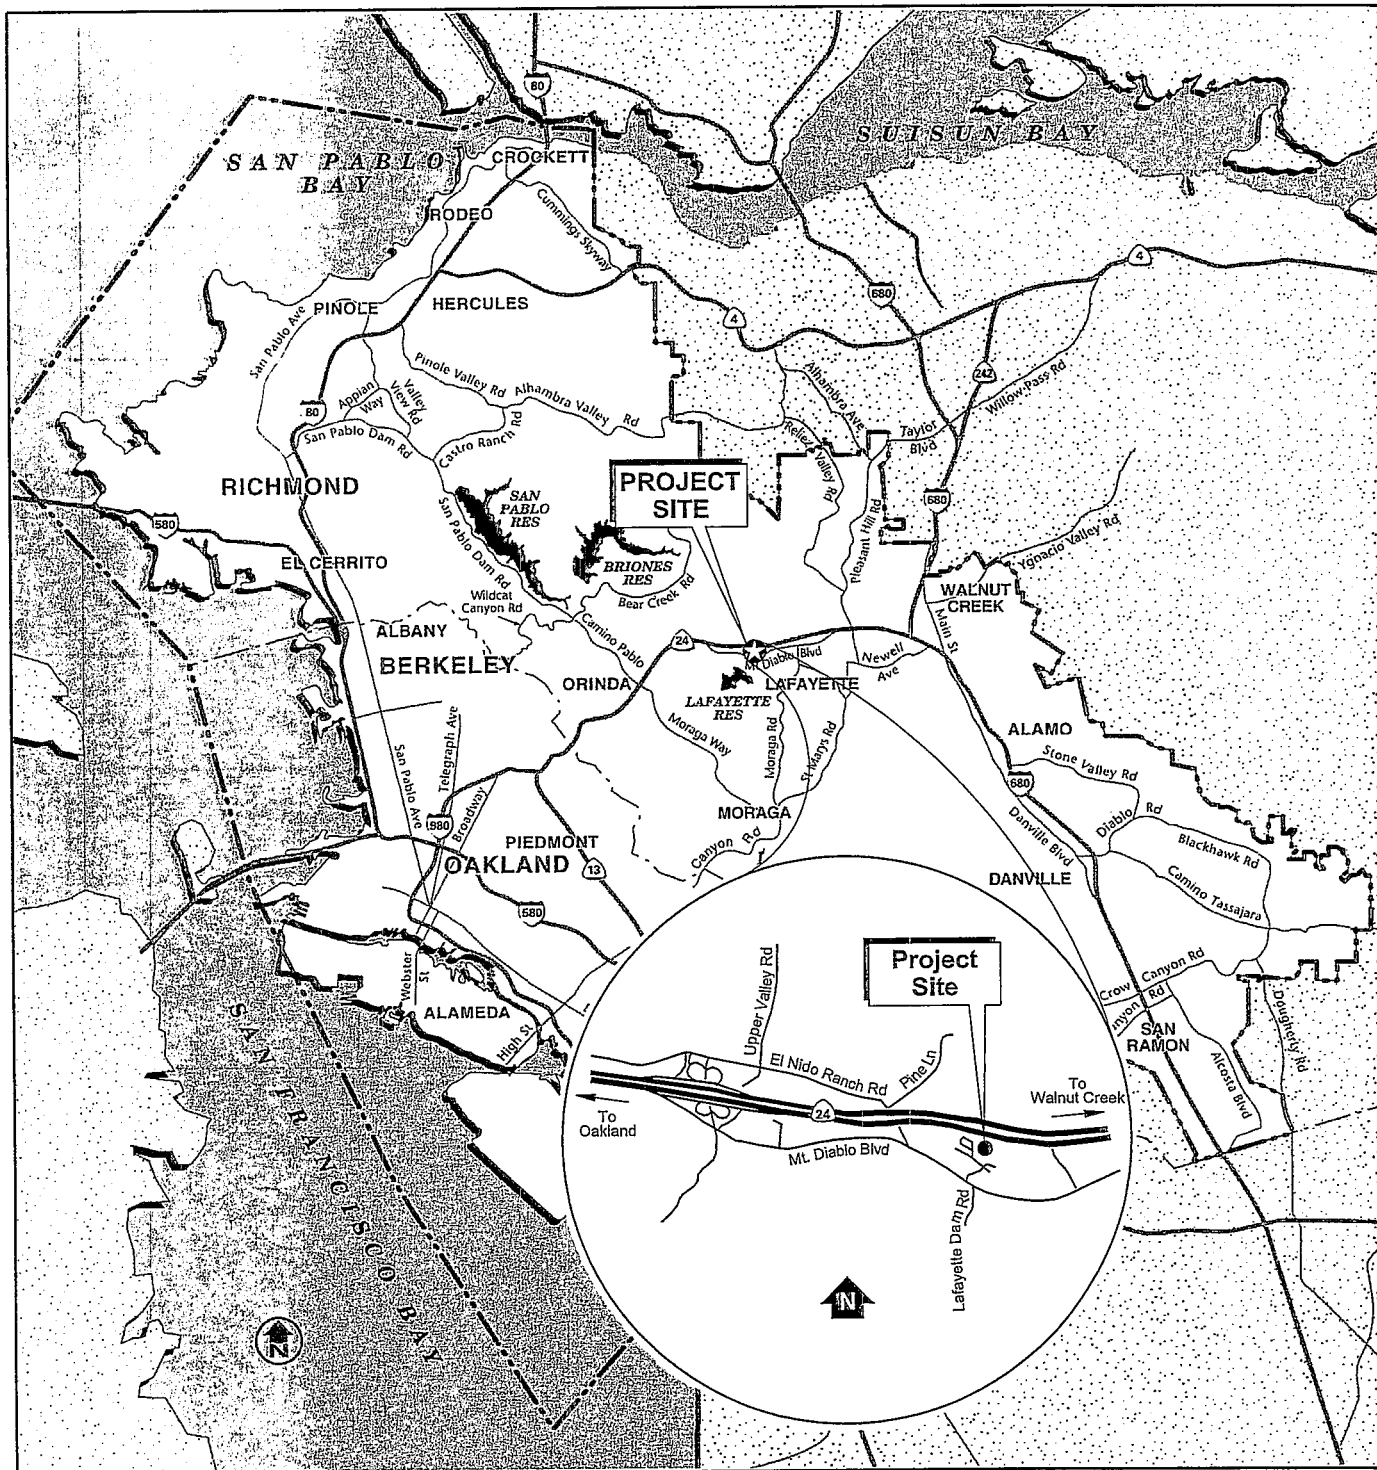 80
SUISUN BAY
SAN PABLO
BAY
CROCKETT
RODEO
Cummings Skyway
4
680
PINOLE
HERCULES
San Pablo Ave
4
242
Willow Pass Rd
Pinole Valley Rd
Alhambra Valley Rd
Alhambra Ave
80
Appian
Way
Valley
View Rd
San Pablo Dam Rd
Castro Ranch Rd
Reliez Valley Rd
Taylor
Blvd
RICHMOND
PROJECT
SITE
SAN
PABLO
RES
680
580
San Pablo Dam Rd
Pleasant Hill Rd
Ygnacio Valley Rd
EL CERRITO
BRIONES
RES
Bear Creek Rd
WALNUT
CREEK
Wildcat
Canyon Rd
Main St
ALBANY
Camino Pablo
24
BERKELEY
Mt Diablo Blvd
Newell
Ave
ORINDA
LAFAYETTE
LAFAYETTE
RES
San Pablo Ave
Telegraph Ave
Moraga Way
Moraga Rd
St Marys Rd
ALAMO
Stone Valley Rd
680
Broadway
980
MORAGA
Danville Blvd
Diablo Rd
Blackhawk Rd
PIEDMONT
OAKLAND
13
Canyon Rd
DANVILLE
Camino Tassajara
580
Webster
St
ALAMEDA
High St
Crow Canyon Rd
nyon Rd
SAN
RAMON
Alcosta Blvd
Dougherty Rd
SAN FRANCISCO BAY
N
Project
Site
Upper Valley Rd
El Nido Ranch Rd
Pine Ln
To
Oakland
24
To
Walnut Creek
Mt. Diablo Blvd
Ln
Lafayette Dam Rd
N